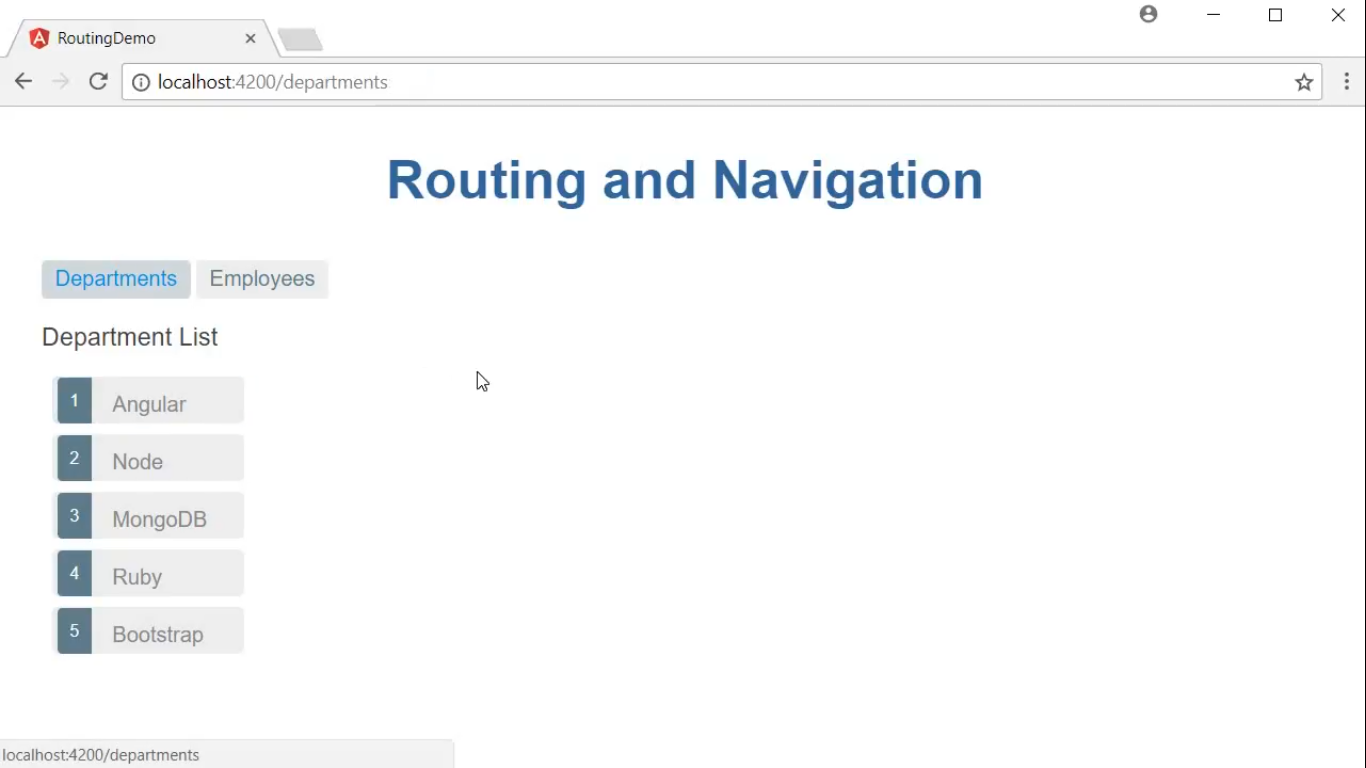 RoutingDemo
localhost:4200/departments
Routing and Navigation
Departments Employees
Department List
1 Angular
2 Node
3 MongoDB
4 Ruby
5 Bootstrap
localhost:4200/departments